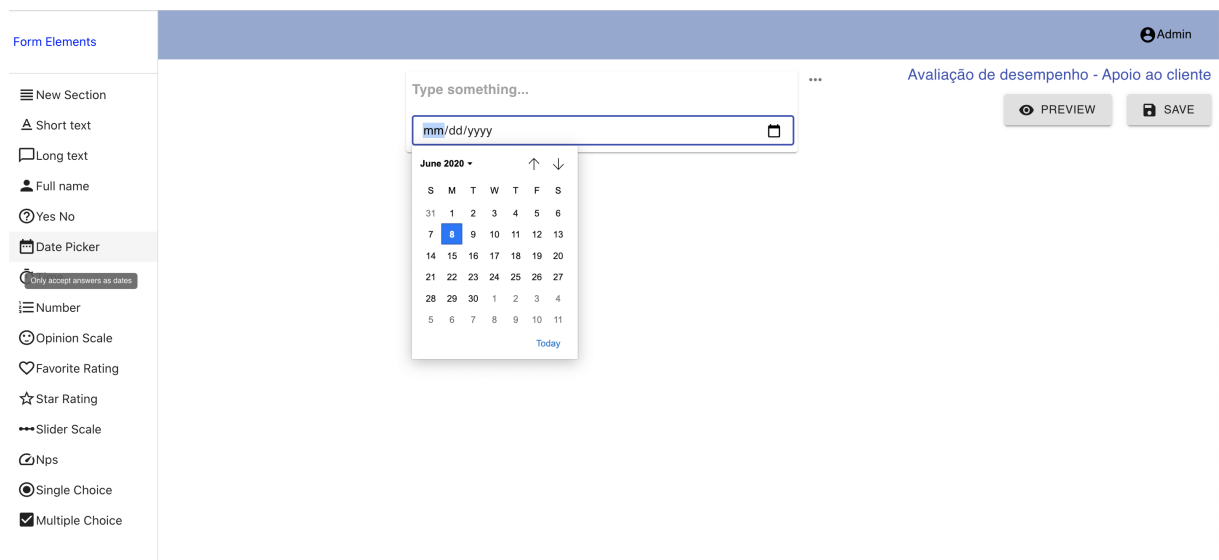 Form Elements
Admin
Avaliação de desempenho - Apoio ao cliente
PREVIEW
SAVE
New Section
Short text
Long text
Full name
Yes No
Date Picker
Only accept answers as dates
Number
Opinion Scale
Favorite Rating
Star Rating
Slider Scale
Nps
Single Choice
Multiple Choice
Type something...
mm/dd/yyyy
June 2020
S M T W T F S
31 1 2 3 4 5 6
7 8 9 10 11 12 13
14 15 16 17 18 19 20
21 22 23 24 25 26 27
28 29 30 1 2 3 4
5 6 7 8 9 10 11
Today